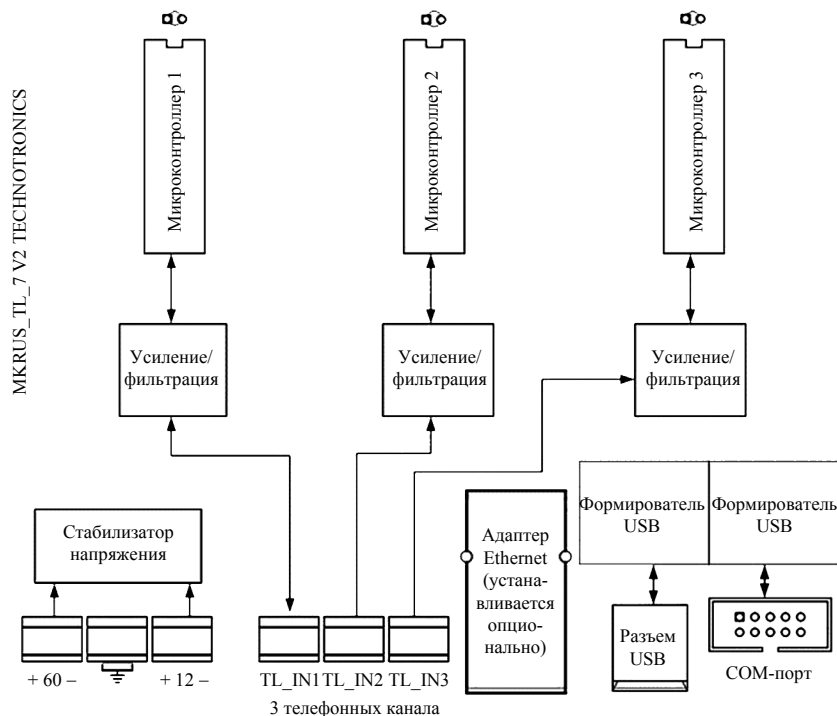 MKRUS_TL_7 V2 TECHNOTRONICS
Микроконтроллер 1
Микроконтроллер 2
Микроконтроллер 3
Усиление/
фильтрация
Усиление/
фильтрация
Усиление/
фильтрация
Стабилизатор
напряжения
Адаптер
Ethernet
(устана-
вливается
опцио-
нально)
Формирователь
USB
Формирователь
USB
Разъем
USB
COM-порт
+ 60 –
+ 12 –
TL_IN1
TL_IN2
TL_IN3
3 телефонных канала